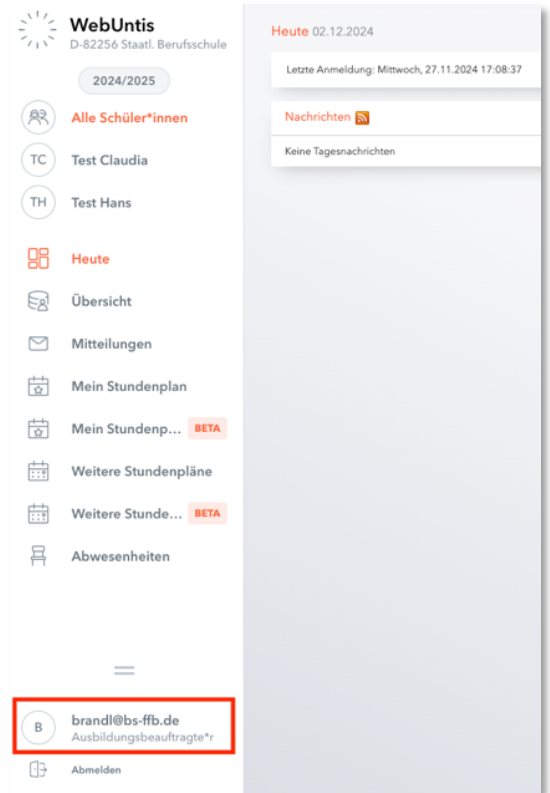 WebUntis
D-82256 Staatl. Berufsschule
2024/2025
Alle Schüler*innen
TC Test Claudia
TH Test Hans
Heute
Übersicht
Mitteilungen
Mein Stundenplan
Mein Stundenp... BETA
Weitere Stundenpläne
Weitere Stunde... BETA
Abwesenheiten
B brandl@bs-ffb.de
Ausbildungsbeauftragte*r
Abmelden
Heute 02.12.2024
Letzte Anmeldung: Mittwoch, 27.11.2024 17:08:37
Nachrichten
Keine Tagesnachrichten